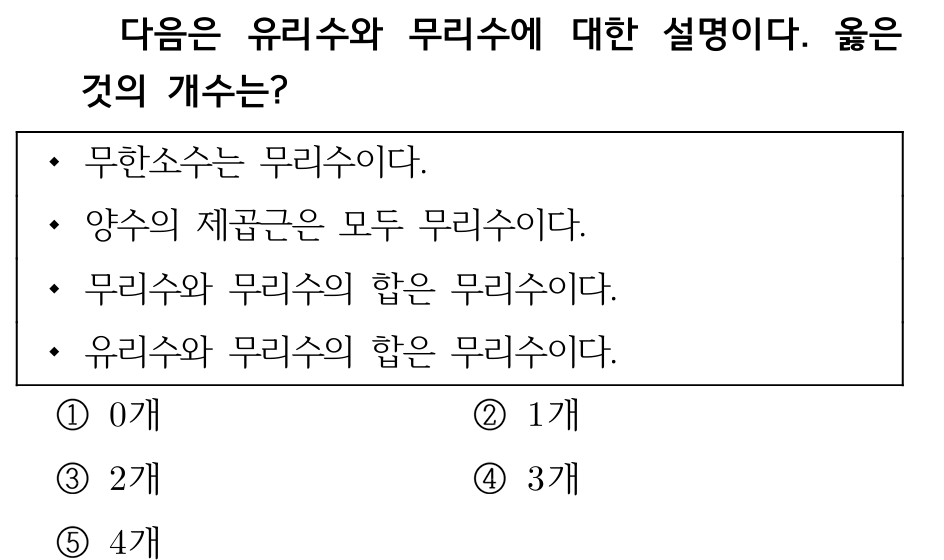 다음은 유리수와 무리수에 대한 설명이다. 옳은
것의 개수는?
• 무한소수는 무리수이다.
• 양수의 제곱근은 모두 무리수이다.
• 무리수와 무리수의 합은 무리수이다.
• 유리수와 무리수의 합은 무리수이다.
① 0개 ② 1개
③ 2개 ④ 3개
⑤ 4개